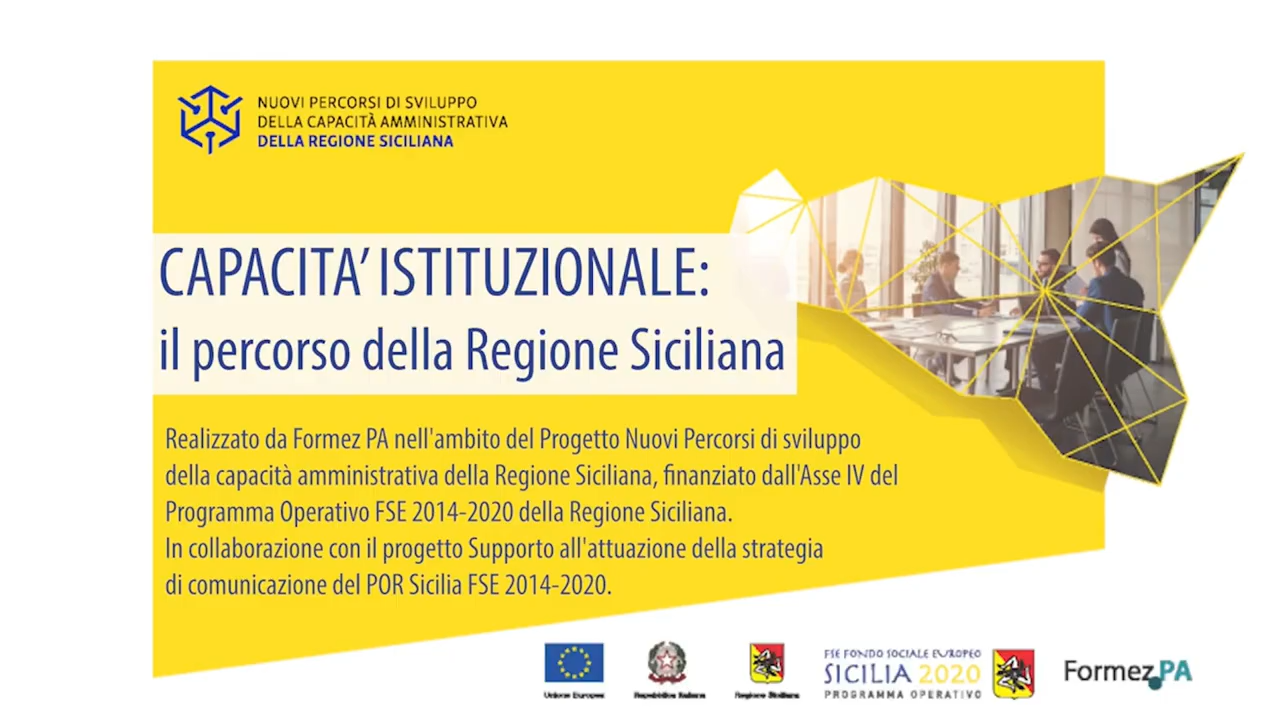 NUOVI PERCORSI DI SVILUPPO
DELLA CAPACITÀ AMMINISTRATIVA
DELLA REGIONE SICILIANA
CAPACITA' ISTITUZIONALE:
il percorso della Regione Siciliana
Realizzato da Formez PA nell'ambito del Progetto Nuovi Percorsi di sviluppo
della capacità amministrativa della Regione Siciliana, finanziato dall'Asse IV del
Programma Operativo FSE 2014-2020 della Regione Siciliana.
In collaborazione con il progetto Supporto all'attuazione della strategia
di comunicazione del POR Sicilia FSE 2014-2020.
Unione Europea
Repubblica Italiana
Regione Siciliana
FSE FONDO SOCIALE EUROPEO
SICILIA 2020
PROGRAMMA OPERATIVO
Formez PA